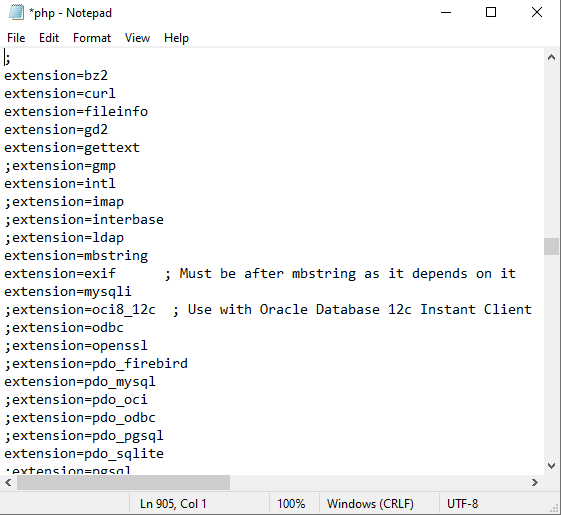 *php - Notepad
File Edit Format View Help
;
extension=bz2
extension=curl
extension=fileinfo
extension=gd2
extension=gettext
;extension=gmp
extension=intl
;extension=imap
;extension=interbase
;extension=ldap
extension=mbstring
extension=exif      ; Must be after mbstring as it depends on it
extension=mysqli
;extension=oci8_12c  ; Use with Oracle Database 12c Instant Client
;extension=odbc
;extension=openssl
;extension=pdo_firebird
extension=pdo_mysql
;extension=pdo_oci
;extension=pdo_odbc
;extension=pdo_pgsql
extension=pdo_sqlite
;extension=pgsql
Ln 905, Col 1 100% Windows (CRLF) UTF-8